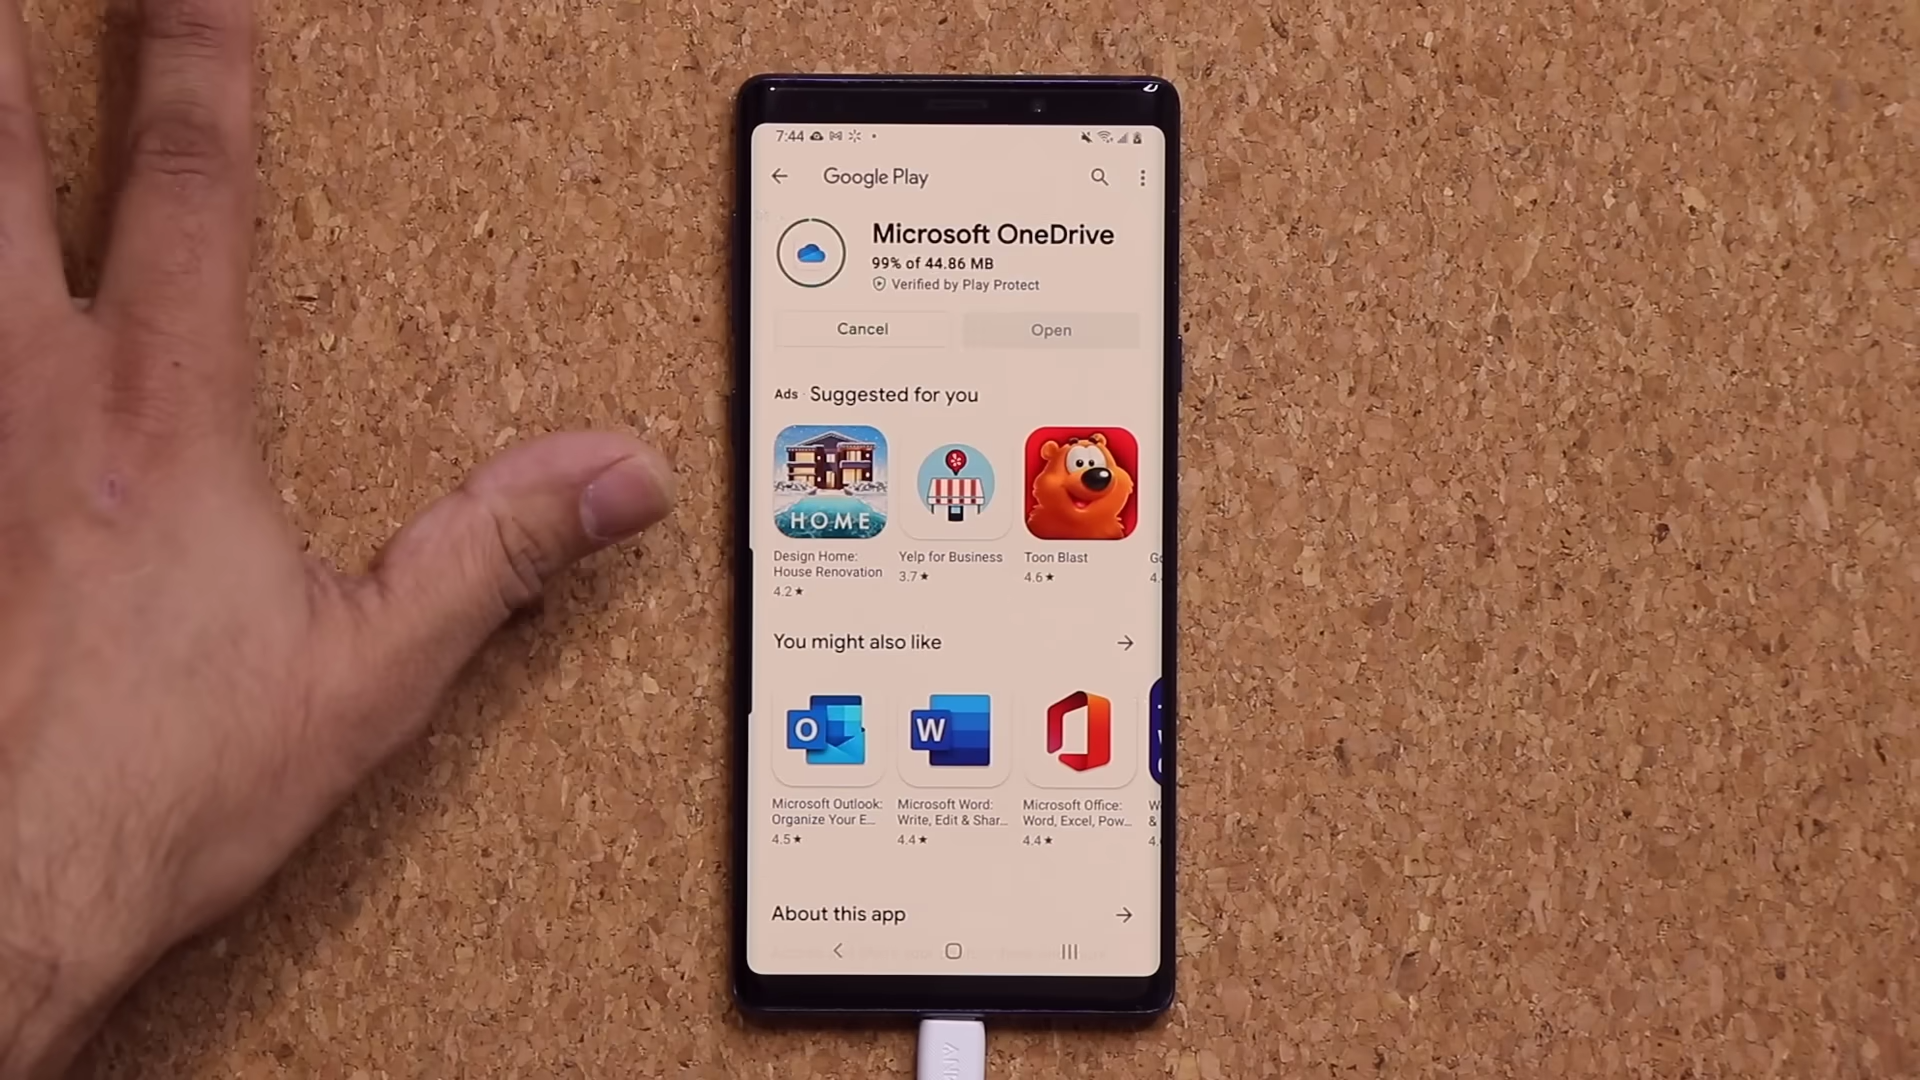 7:44
Google Play
Microsoft OneDrive
99% of 44.86 MB
Verified by Play Protect
Cancel
Open
Ads · Suggested for you
HOME
Design Home:
House Renovation
4.2★
Yelp for Business
3.7★
Toon Blast
4.6★
4.
You might also like
O
W
Microsoft Outlook:
Organize Your E...
4.5★
Microsoft Word:
Write, Edit & Shar...
4.4★
Microsoft Office:
Word, Excel, Pow...
4.4★
W
&
4.
About this app